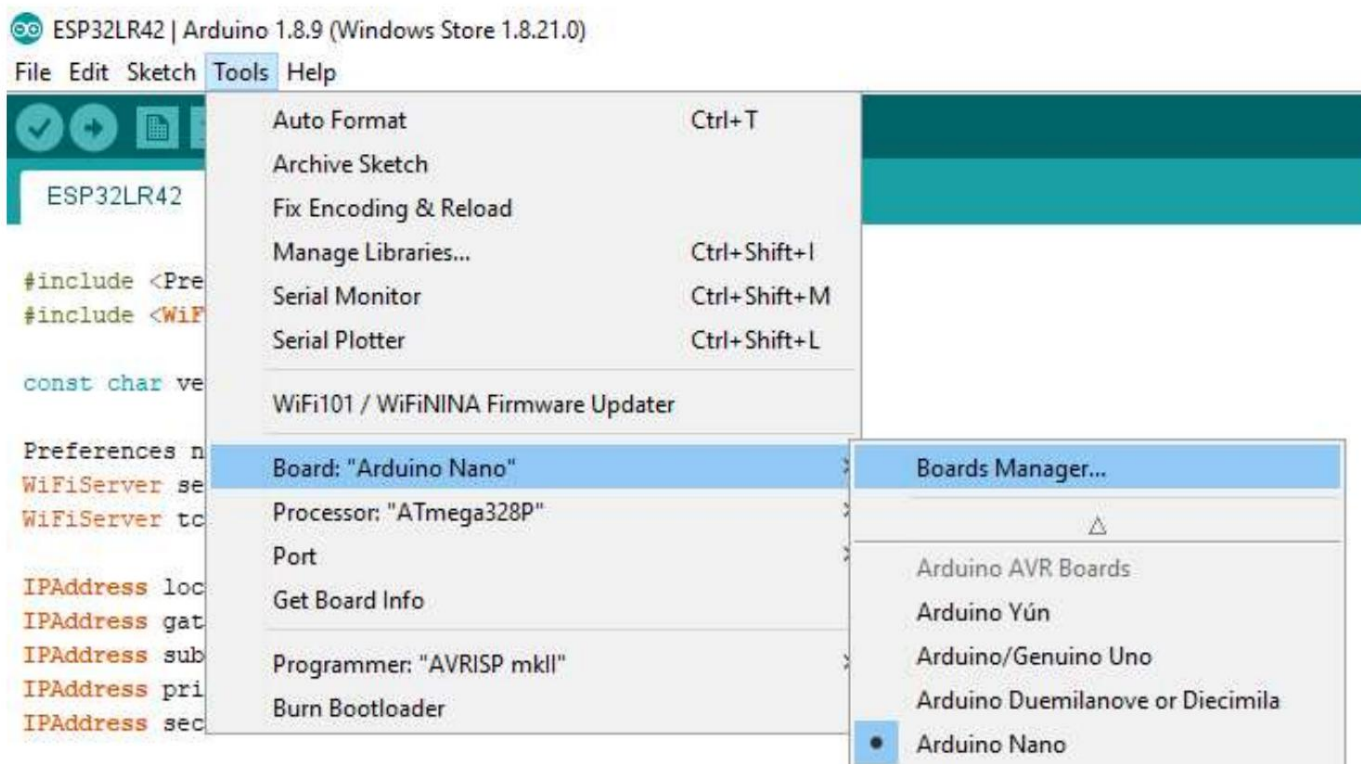 ESP32LR42 | Arduino 1.8.9 (Windows Store 1.8.21.0)
File Edit Sketch Tools Help
ESP32LR42
#include <Pre
#include <WiF
const char ve
Preferences n
WiFiServer se
WiFiServer tc
IPAddress loc
IPAddress gat
IPAddress sub
IPAddress pri
IPAddress sec
Auto Format Ctrl+T
Archive Sketch
Fix Encoding & Reload
Manage Libraries... Ctrl+Shift+I
Serial Monitor Ctrl+Shift+M
Serial Plotter Ctrl+Shift+L
WiFi101 / WiFiNINA Firmware Updater
Board: "Arduino Nano"
Processor: "ATmega328P"
Port
Get Board Info
Programmer: "AVRISP mkII"
Burn Bootloader
Boards Manager...
Arduino AVR Boards
Arduino Yún
Arduino/Genuino Uno
Arduino Duemilanove or Diecimila
Arduino Nano